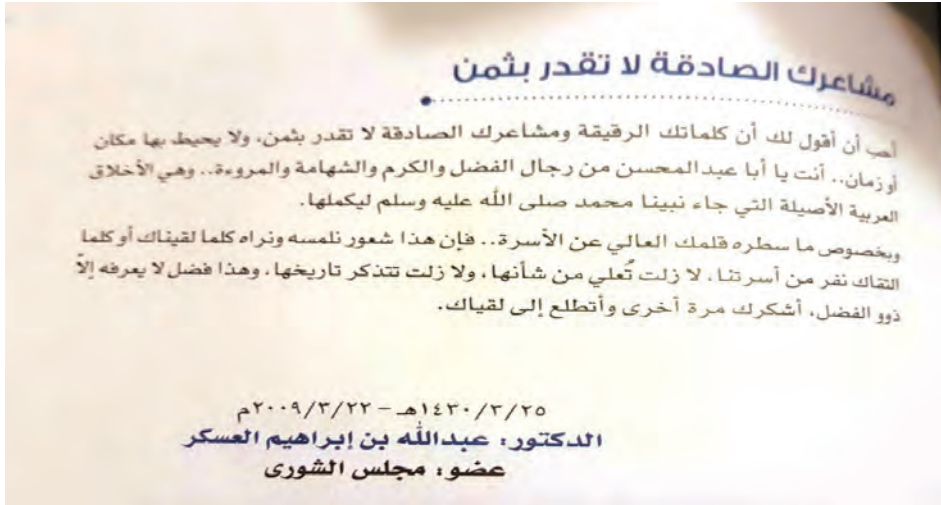 مشاعرك الصادقة لا تقدر بثمن
أحب أن أقول لك أن كلماتك الرقيقة ومشاعرك الصادقة لا تقدر بثمن، ولا يحيط بها مكان
أو زمان.. أنت يا أبا عبدالمحسن من رجال الفضل والكرم والشهامة والمروءة.. وهي الأخلاق
العربية الأصيلة التي جاء نبينا محمد صلى الله عليه وسلم ليكملها.
وبخصوص ما سطره قلمك العالي عن الأسرة.. فإن هذا شعور نلمسه ونراه كلما لقيناك أو كلما
التقاك نفر من أسرتنا، لا زلت تُعلي من شأنها، ولا زلت تتذكر تاريخها، وهذا فضل لا يعرفه إلاّ
ذوو الفضل، أشكرك مرة أخرى وأتطلع إلى لقياك.
١٤٣٠/٣/٢٥هـ – ٢٠٠٩/٣/٢٢م
الدكتور: عبدالله بن إبراهيم العسكر
عضو: مجلس الشورى